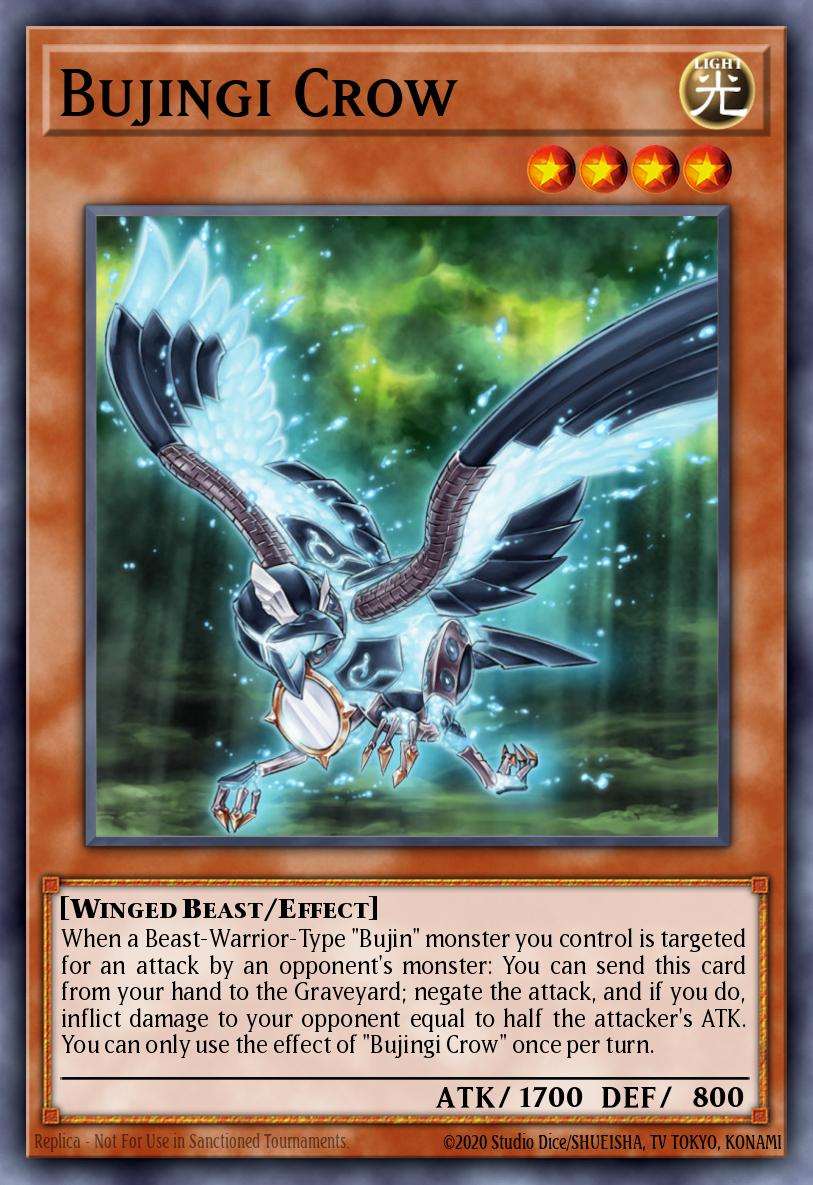 Bujingi Crow
LIGHT
光
[Winged Beast/Effect]
When a Beast-Warrior-Type "Bujin" monster you control is targeted
for an attack by an opponent's monster: You can send this card
from your hand to the Graveyard; negate the attack, and if you do,
inflict damage to your opponent equal to half the attacker's ATK.
You can only use the effect of "Bujingi Crow" once per turn.
ATK/ 1700 DEF/ 800
Replica - Not For Use in Sanctioned Tournaments.
©2020 Studio Dice/SHUEISHA, TV TOKYO, KONAMI